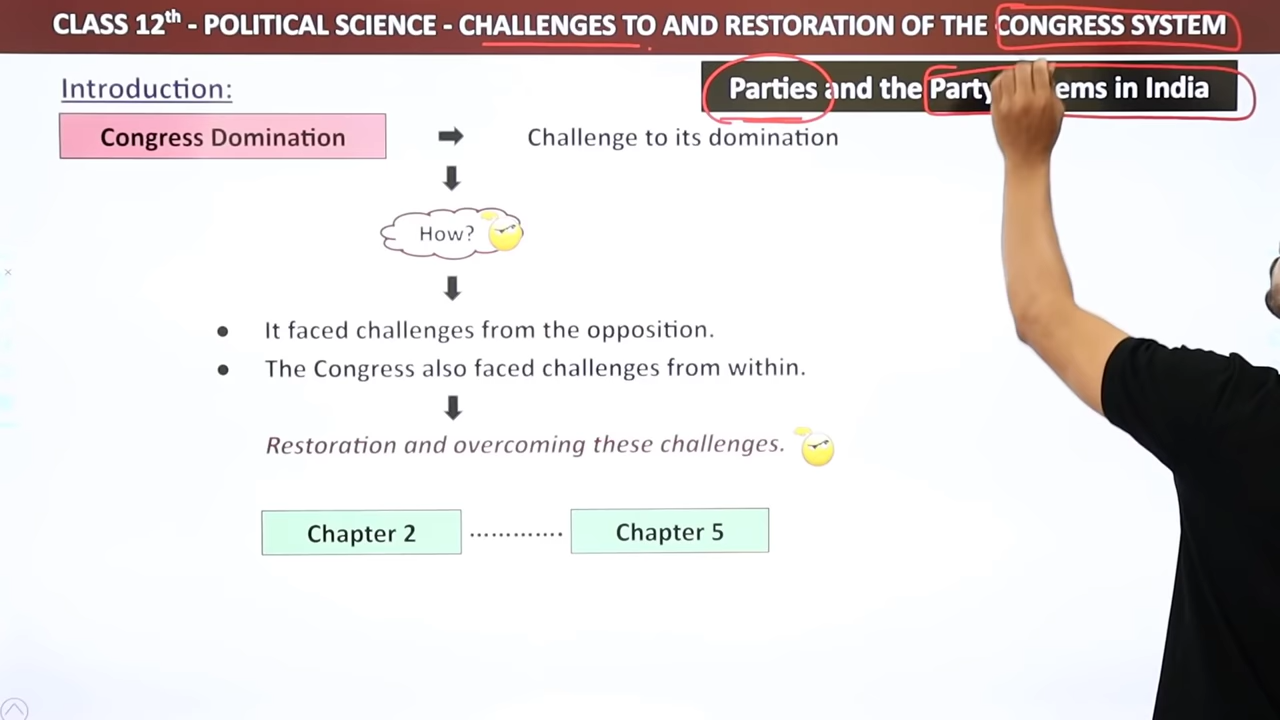 CLASS 12th - POLITICAL SCIENCE - CHALLENGES TO AND RESTORATION OF THE CONGRESS SYSTEM
Introduction:
Parties and the Party ems in India
Congress Domination
Challenge to its domination
How?
● It faced challenges from the opposition.
● The Congress also faced challenges from within.
Restoration and overcoming these challenges.
Chapter 2 ............. Chapter 5